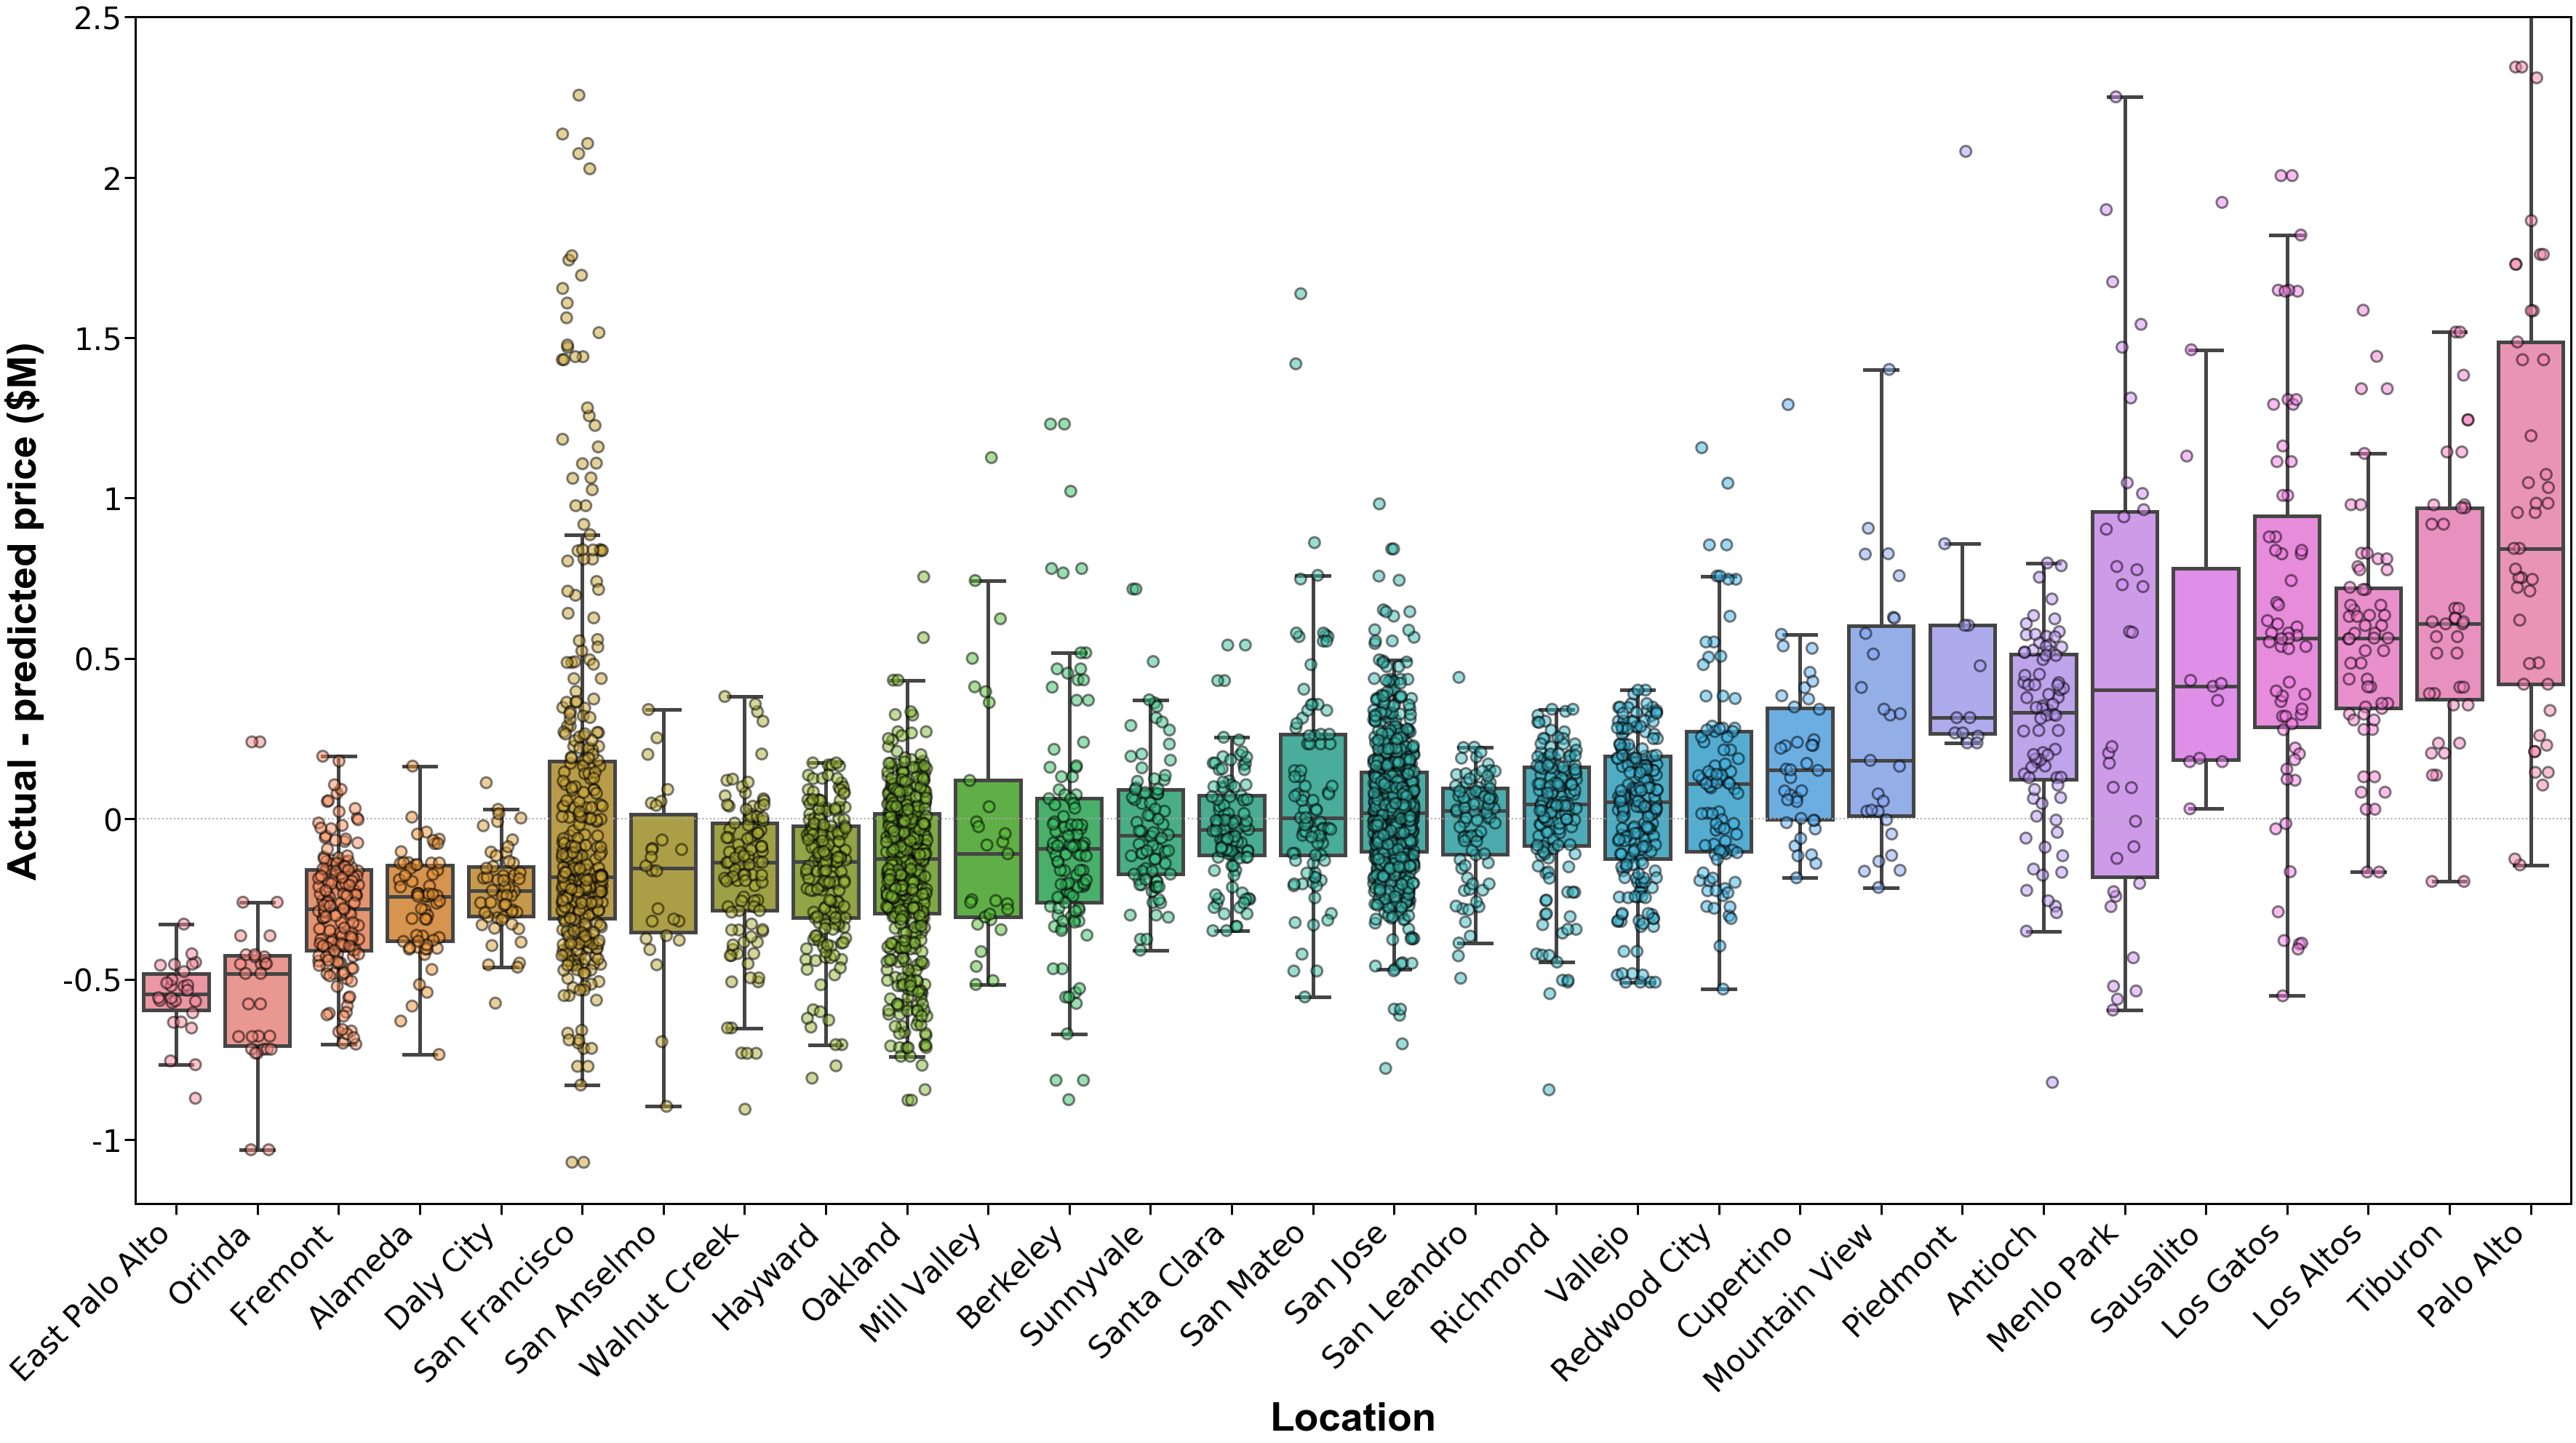 Actual - predicted price ($M)
2.5
2
1.5
1
0.5
0
-0.5
-1
East Palo Alto
Orinda
Fremont
Alameda
Daly City
San Francisco
San Anselmo
Walnut Creek
Hayward
Oakland
Mill Valley
Berkeley
Sunnyvale
Santa Clara
San Mateo
San Jose
San Leandro
Richmond
Vallejo
Redwood City
Cupertino
Mountain View
Piedmont
Antioch
Menlo Park
Sausalito
Los Gatos
Los Altos
Tiburon
Palo Alto
Location